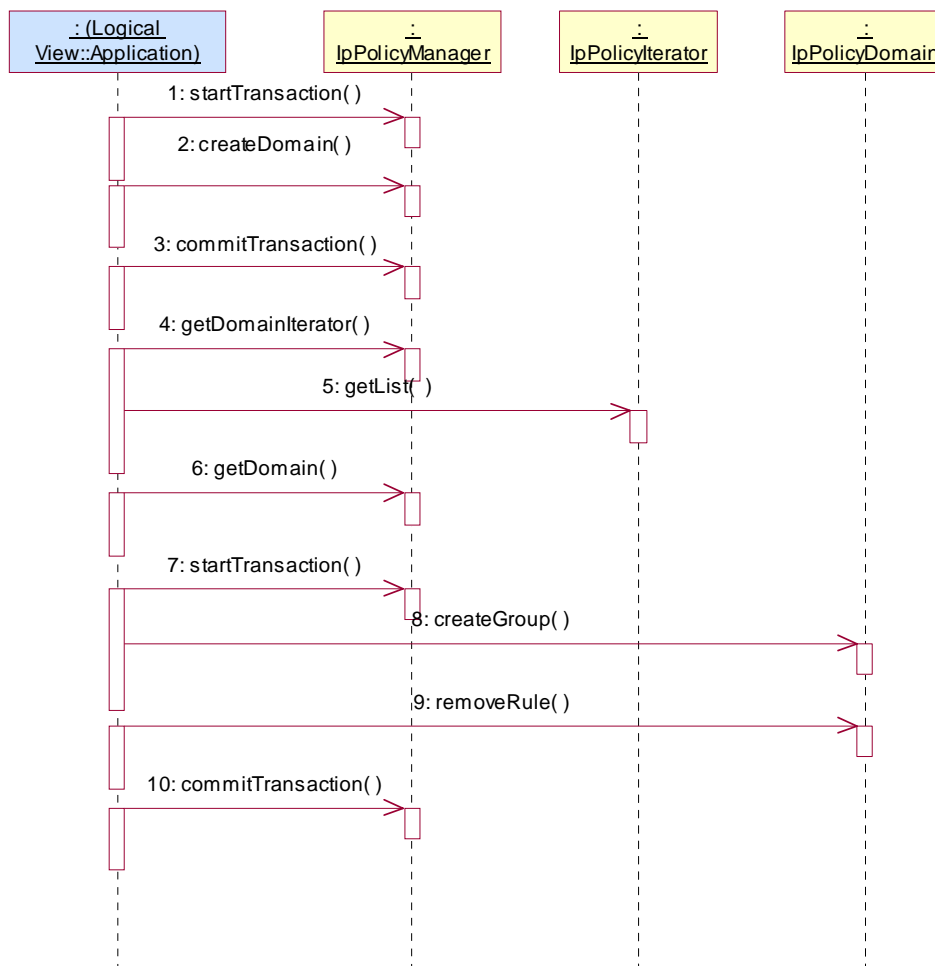 : (Logical
View::Application)
:
IpPolicyManager
:
IpPolicyIterator
:
IpPolicyDomain
1: startTransaction( )
2: createDomain( )
3: commitTransaction( )
4: getDomainIterator( )
5: getList( )
6: getDomain( )
7: startTransaction( )
8: createGroup( )
9: removeRule( )
10: commitTransaction( )